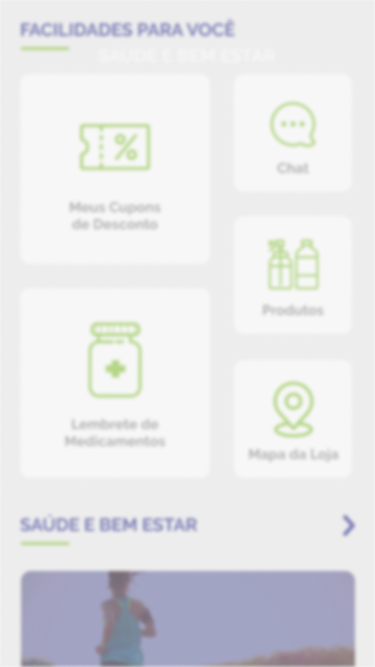 FACILIDADES PARA VOCÊ
SAÚDE E BEM ESTAR
Meus Cupons
de Desconto
Chat
Produtos
Lembrete de
Medicamentos
Mapa da Loja
SAÚDE E BEM ESTAR